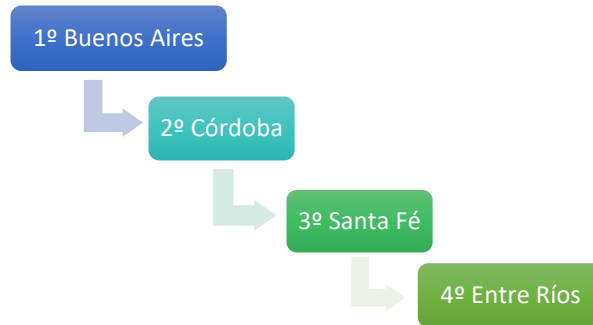 1º Buenos Aires
2º Córdoba
3º Santa Fé
4º Entre Ríos